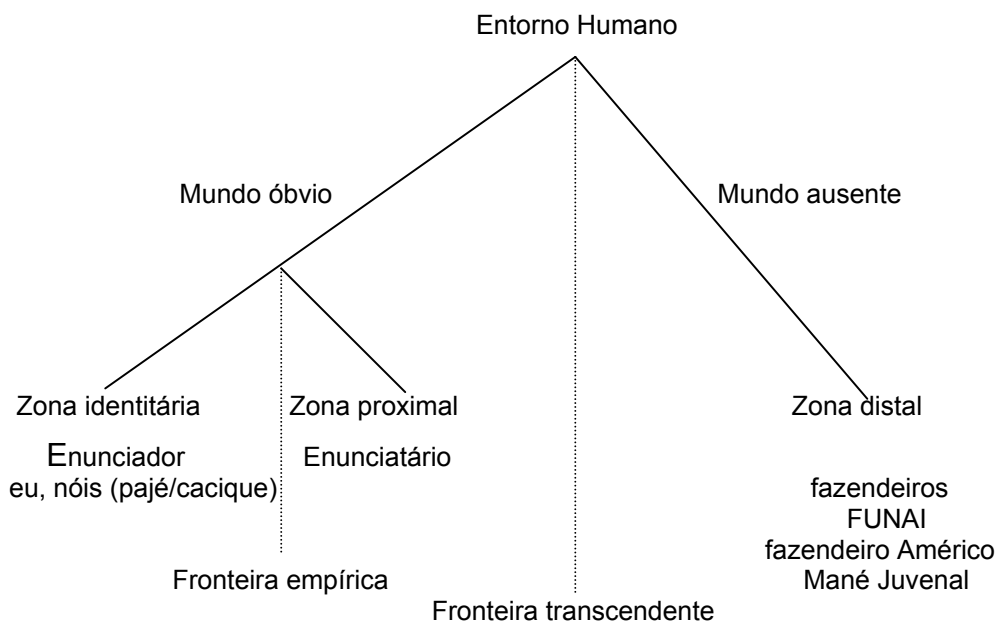 Entorno Humano
Mundo óbvio
Mundo ausente
Zona identitária
Zona proximal
Zona distal
Enunciador
Enunciatário
eu, nóis (pajé/cacique)
fazendeiros
FUNAI
fazendeiro Américo
Mané Juvenal
Fronteira empírica
Fronteira transcendente